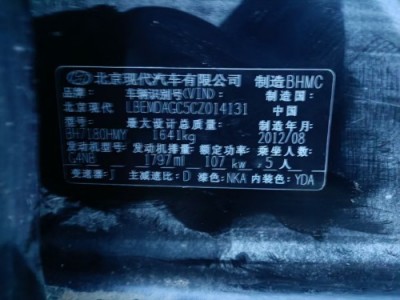 北京现代汽车有限公司 制造BHMC
品牌: 车辆识别号(VIN): 制造国:
北京现代 LBEMDAGC5CZ014131 中国
型号: 最大设计总质量: 制造年月:
BH7180HMY 1641kg 2012/08
发动机型号: 发动机排量: 额定功率: 乘坐人数:
G4NB 1797ml 107 kw 5 人
变速器: J 主减速比: D 漆色: NKA 内装色: YDA